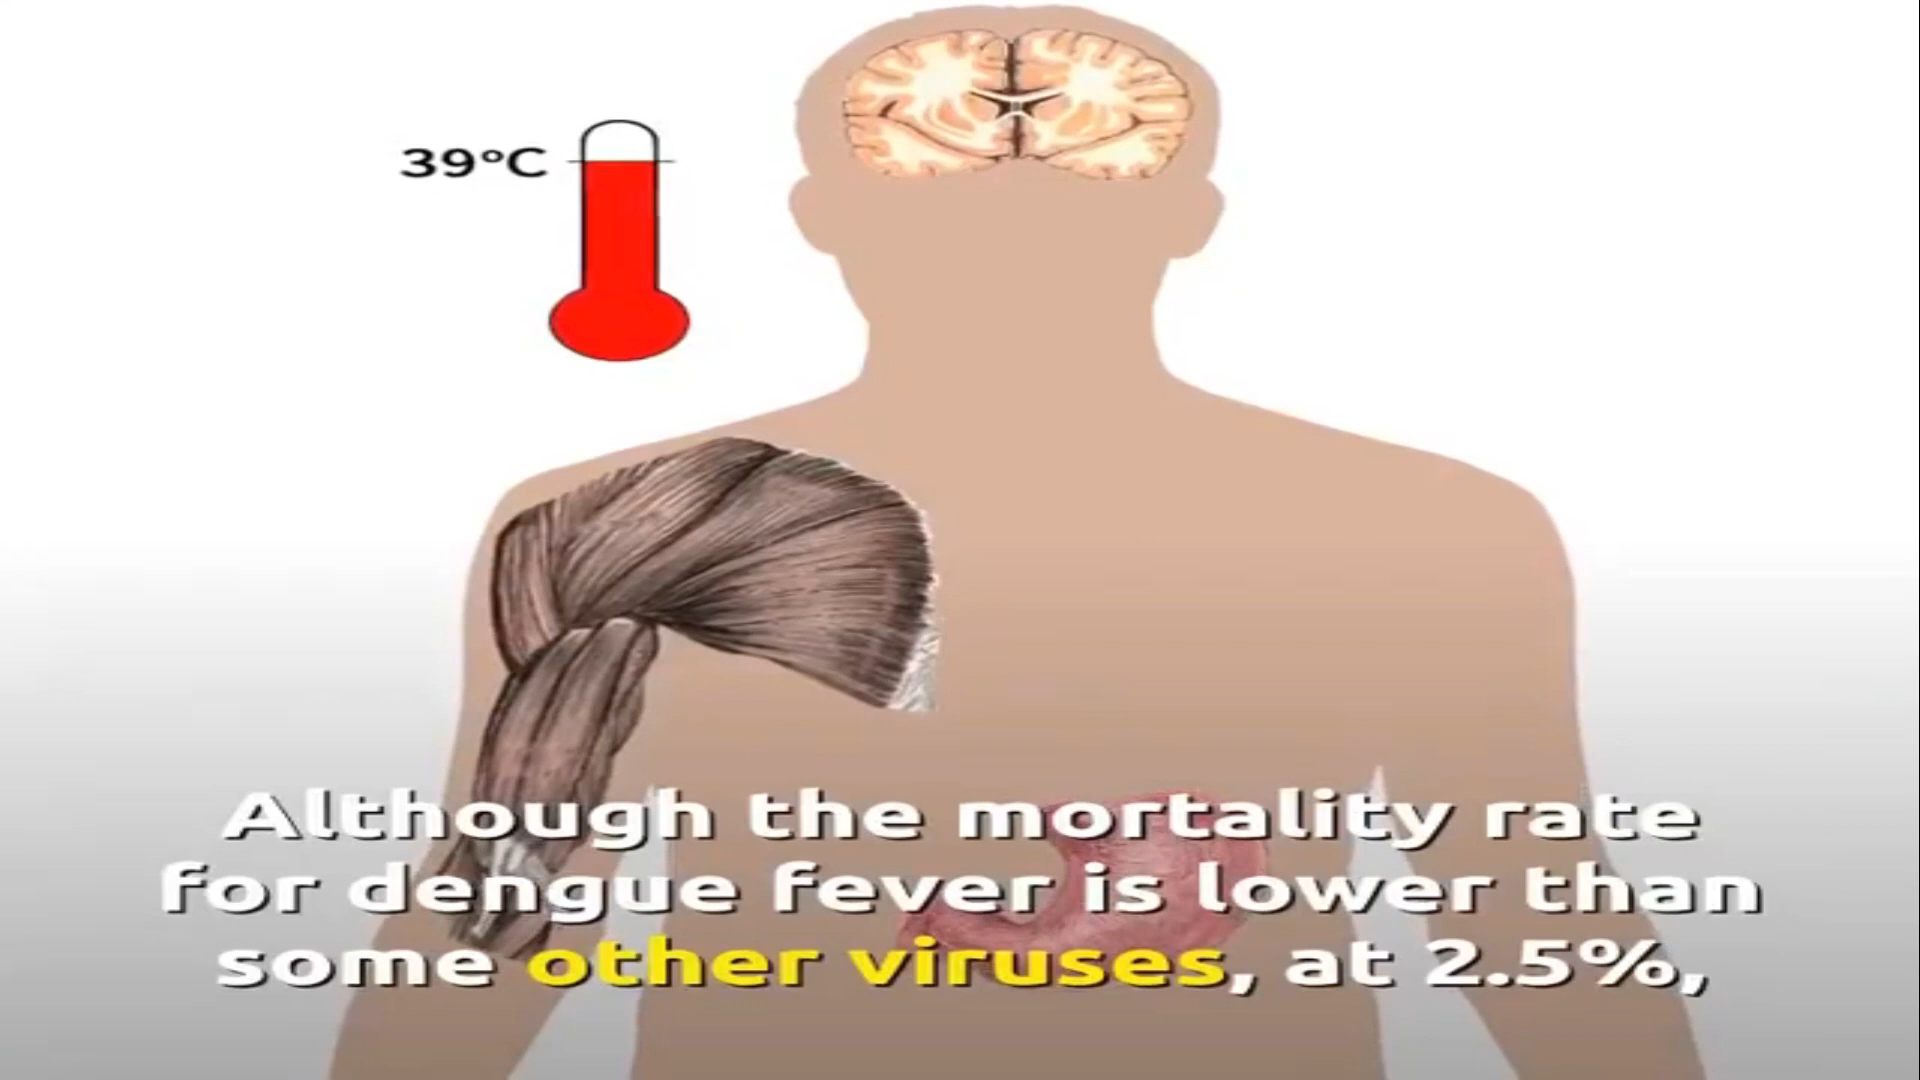 39°C
Although the mortality rate
for dengue fever is lower than
some other viruses, at 2.5%,